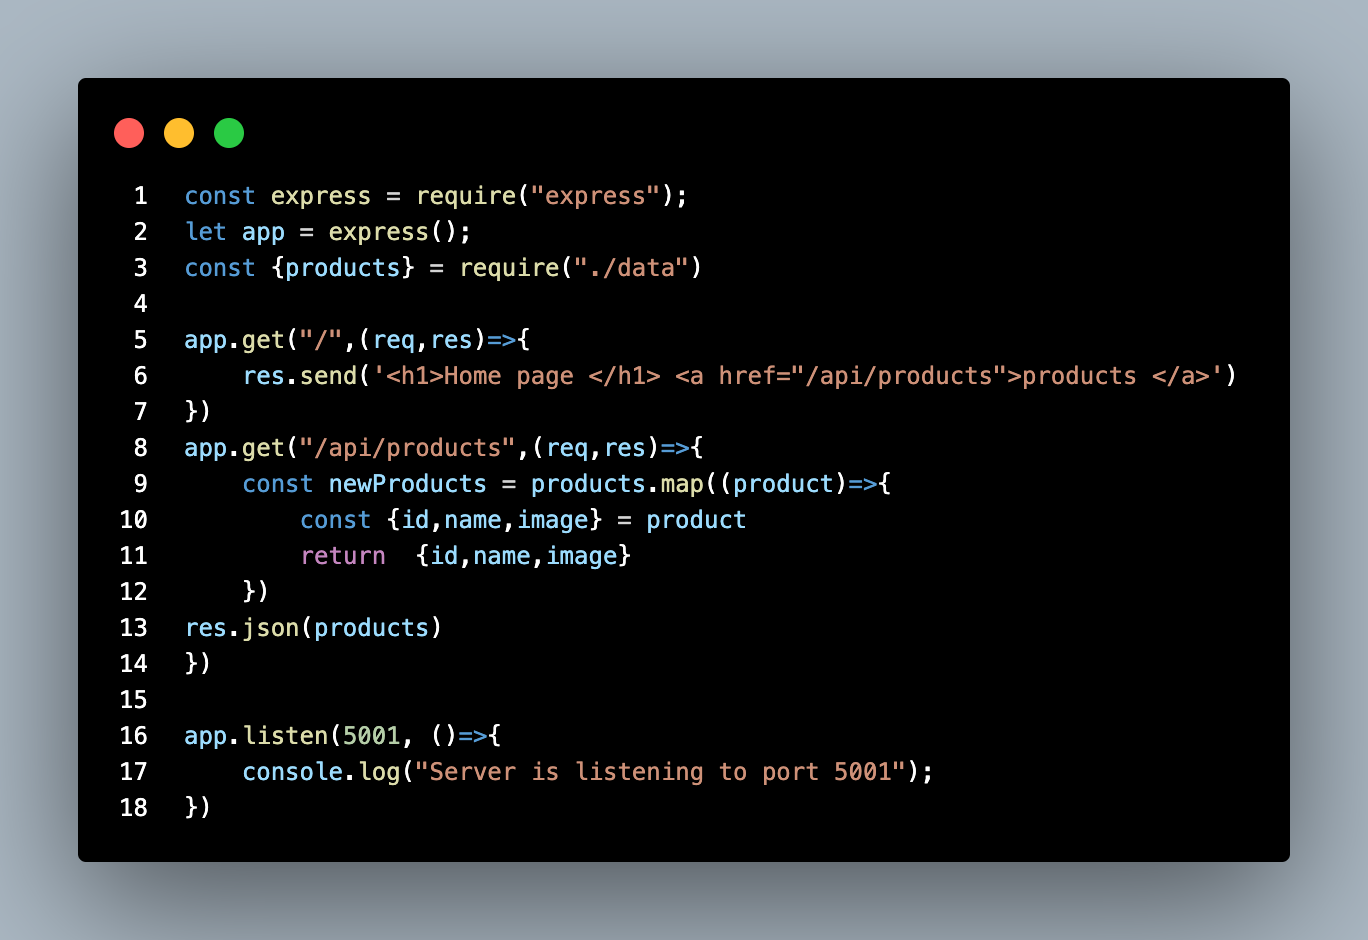 1 const express = require("express");
2 let app = express();
3 const {products} = require("./data")
4
5 app.get("/",(req,res)=>{
6     res.send('<h1>Home page </h1> <a href="/api/products">products </a>')
7 })
8 app.get("/api/products",(req,res)=>{
9     const newProducts = products.map((product)=>{
10         const {id,name,image} = product
11         return  {id,name,image}
12     })
13 res.json(products)
14 })
15
16 app.listen(5001, ()=>{
17     console.log("Server is listening to port 5001");
18 })